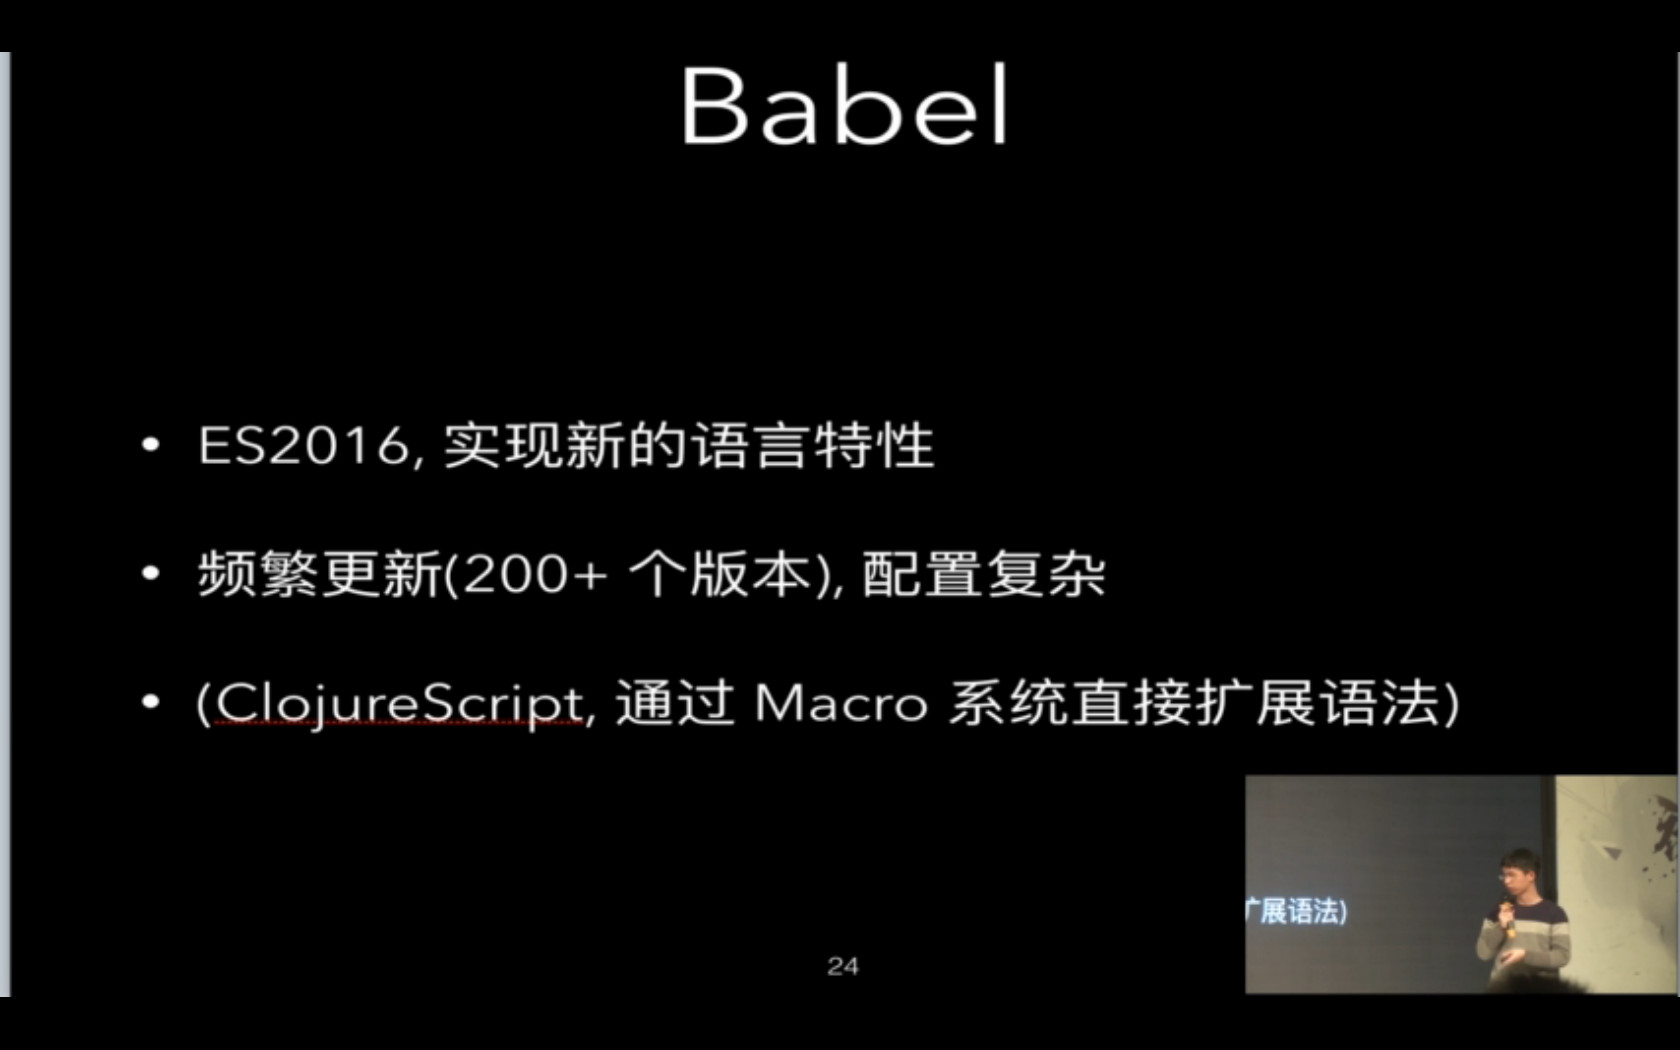 Babel
• ES2016, 实现新的语言特性
• 频繁更新(200+ 个版本), 配置复杂
• (ClojureScript, 通过 Macro 系统直接扩展语法)
展语法)
24